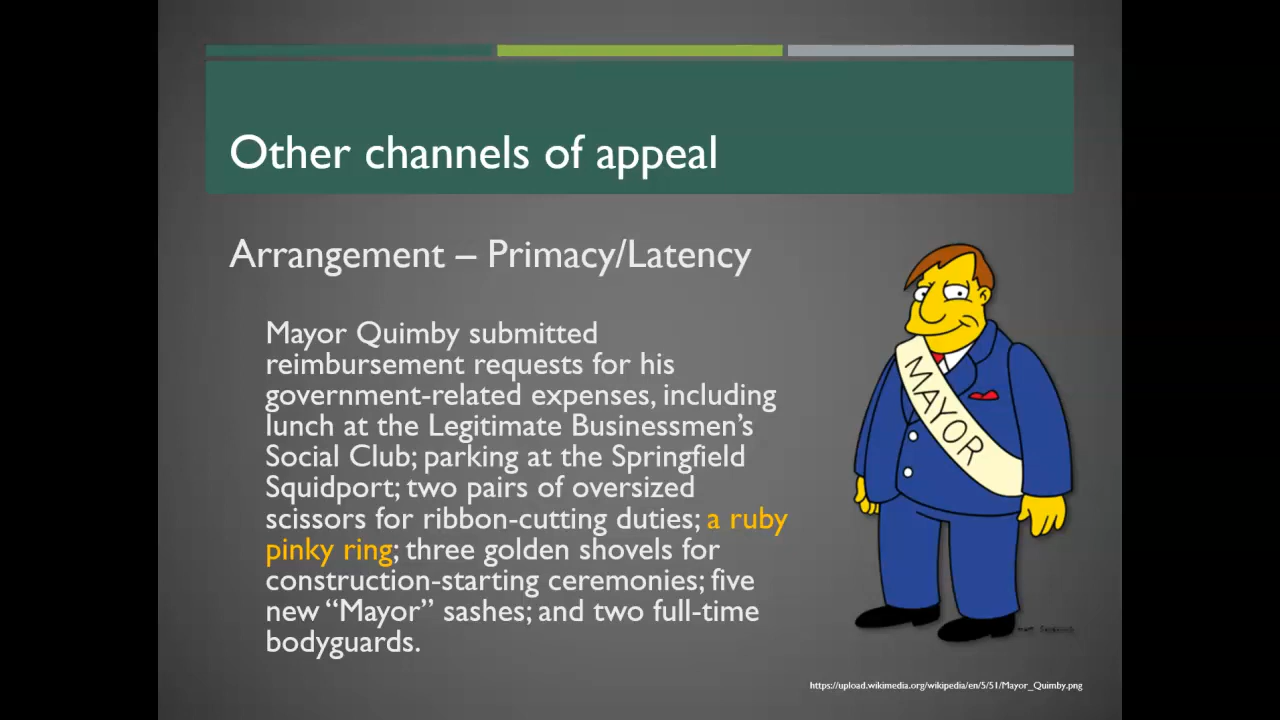 Other channels of appeal
Arrangement – Primacy/Latency
Mayor Quimby submitted
reimbursement requests for his
government-related expenses, including
lunch at the Legitimate Businessmen’s
Social Club; parking at the Springfield
Squidport; two pairs of oversized
scissors for ribbon-cutting duties; a ruby
pinky ring; three golden shovels for
construction-starting ceremonies; five
new “Mayor” sashes; and two full-time
bodyguards.
MAYOR
https://upload.wikimedia.org/wikipedia/en/5/51/Mayor_Quimby.png